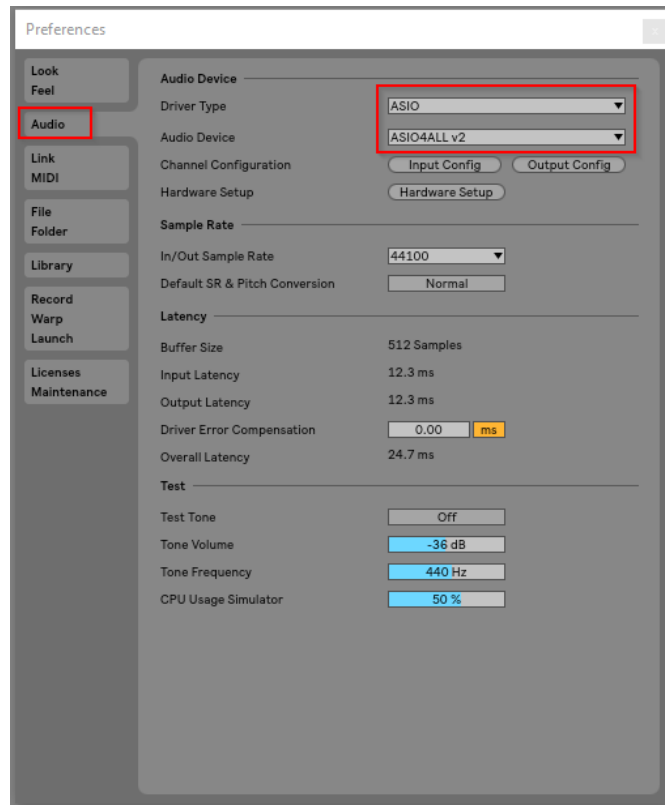 Preferences
Look
Feel
Audio
Link
MIDI
File
Folder
Library
Record
Warp
Launch
Licenses
Maintenance
Audio Device
Driver Type ASIO
Audio Device ASIO4ALL v2
Channel Configuration Input Config Output Config
Hardware Setup Hardware Setup
Sample Rate
In/Out Sample Rate 44100
Default SR & Pitch Conversion Normal
Latency
Buffer Size 512 Samples
Input Latency 12.3 ms
Output Latency 12.3 ms
Driver Error Compensation 0.00 ms
Overall Latency 24.7 ms
Test
Test Tone Off
Tone Volume -36 dB
Tone Frequency 440 Hz
CPU Usage Simulator 50 %